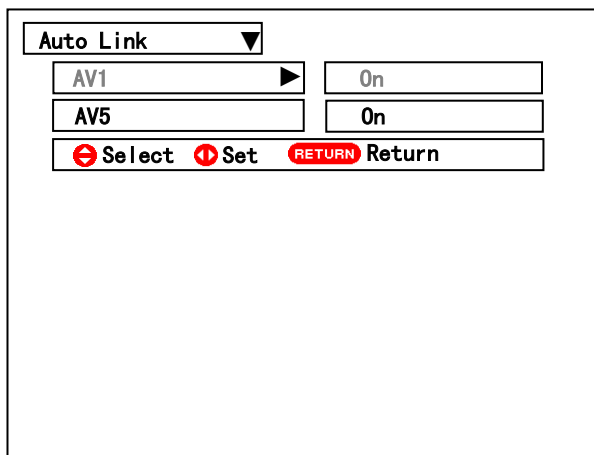 Auto Link ▼
AV1 ▶ On
AV5 On
Select Set RETURN Return